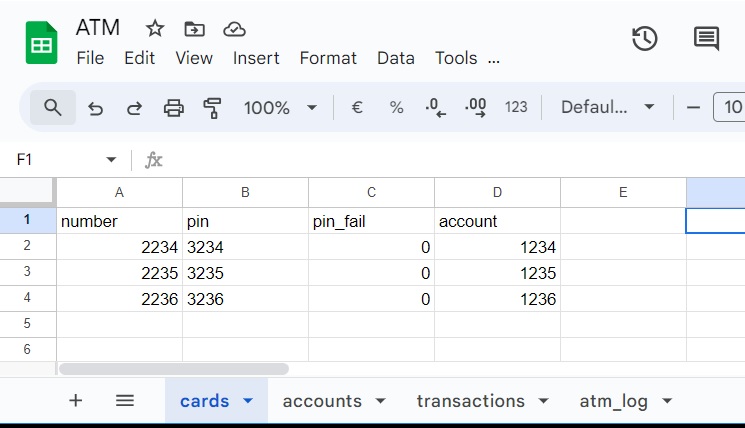 ATM
File Edit View Insert Format Data Tools ...
100% € % .0 .00 123 Defaul... 10
F1 fx
A B C D E
1 number pin pin_fail account
2 2234 3234 0 1234
3 2235 3235 0 1235
4 2236 3236 0 1236
5
6
cards accounts transactions atm_log